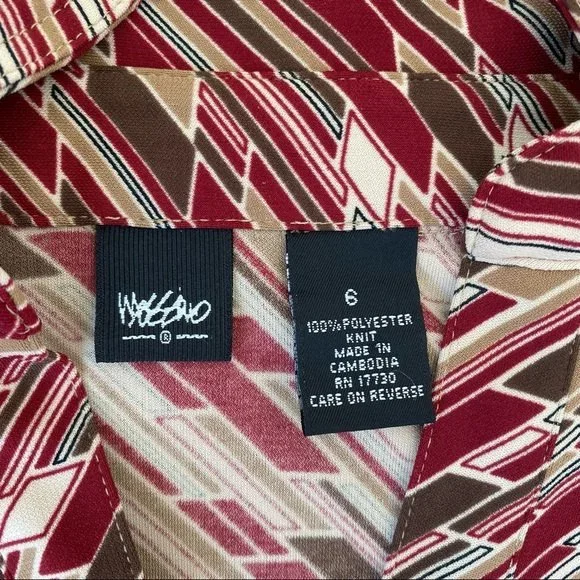 Mossimo
®
6
100% POLYESTER
KNIT
MADE IN
CAMBODIA
RN 17730
CARE ON REVERSE